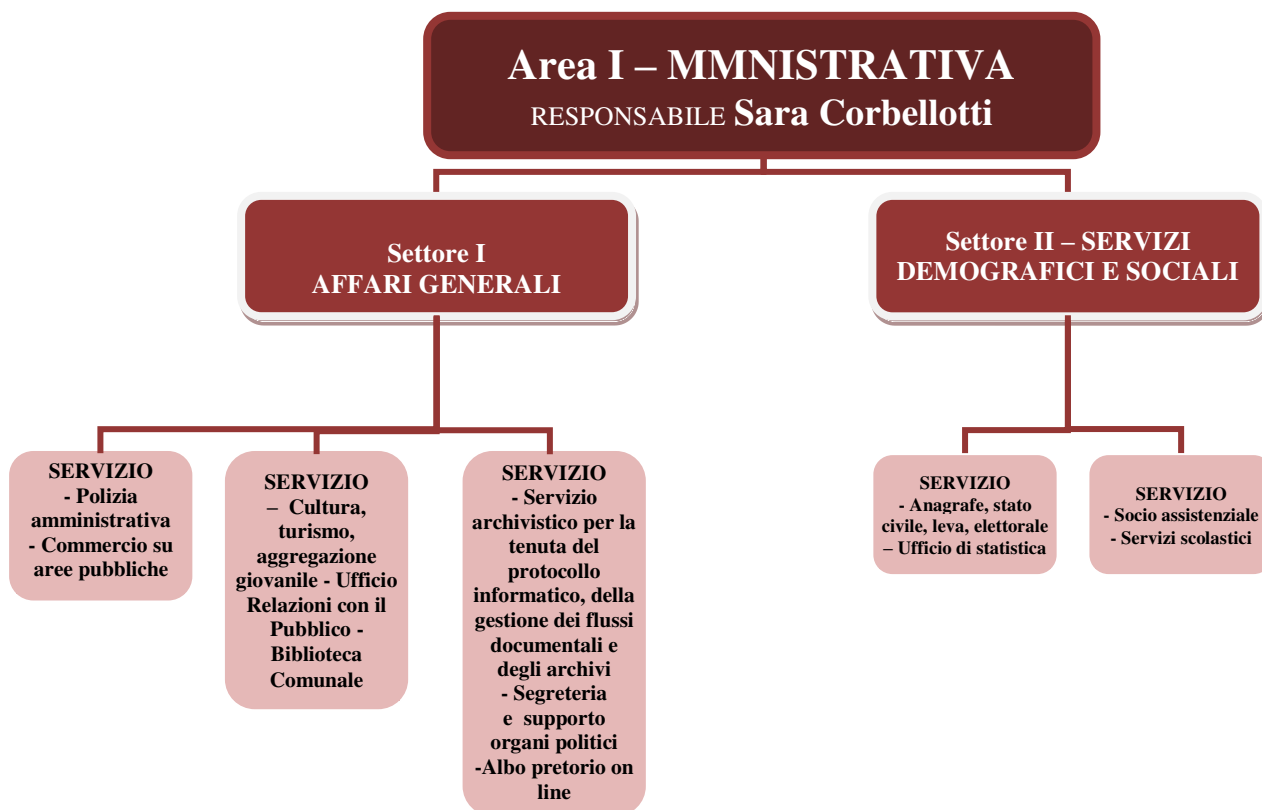 Area I – MMNISTRATIVA
RESPONSABILE Sara Corbellotti
Settore I
AFFARI GENERALI
Settore II – SERVIZI
DEMOGRAFICI E SOCIALI
SERVIZIO
- Polizia
amministrativa
- Commercio su
aree pubbliche
SERVIZIO
– Cultura,
turismo,
aggregazione
giovanile - Ufficio
Relazioni con il
Pubblico -
Biblioteca
Comunale
SERVIZIO
- Servizio
archivistico per la
tenuta del
protocollo
informatico, della
gestione dei flussi
documentali e
degli archivi
- Segreteria
e supporto
organi politici
-Albo pretorio on
line
SERVIZIO
- Anagrafe, stato
civile, leva, elettorale
– Ufficio di statistica
SERVIZIO
- Socio assistenziale
- Servizi scolastici